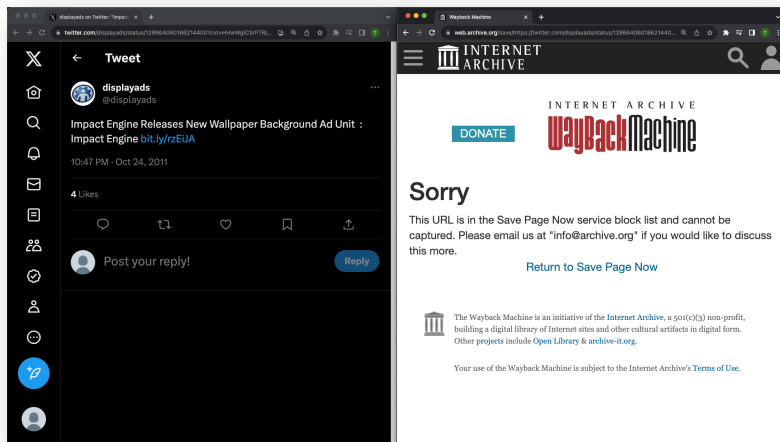 displayads on Twitter: "Impac
twitter.com/displayads/status/128664060186214400?cxt=HHwWgICSrP7Rj...
Tweet
displayads
@displayads
Impact Engine Releases New Wallpaper Background Ad Unit :
Impact Engine bit.ly/rzEiJA
10:47 PM · Oct 24, 2011
4 Likes
Post your reply!
Reply
Wayback Machine
web.archive.org/save/https://twitter.com/displayads/status/1286640601862144​0...
INTERNET
ARCHIVE
DONATE
INTERNET ARCHIVE
WayBackMachine
Sorry
This URL is in the Save Page Now service block list and cannot be
captured. Please email us at "info@archive.org" if you would like to discuss
this more.
Return to Save Page Now
The Wayback Machine is an initiative of the Internet Archive, a 501(c)(3) non-profit,
building a digital library of Internet sites and other cultural artifacts in digital form.
Other projects include Open Library & archive-it.org.
Your use of the Wayback Machine is subject to the Internet Archive's Terms of Use.